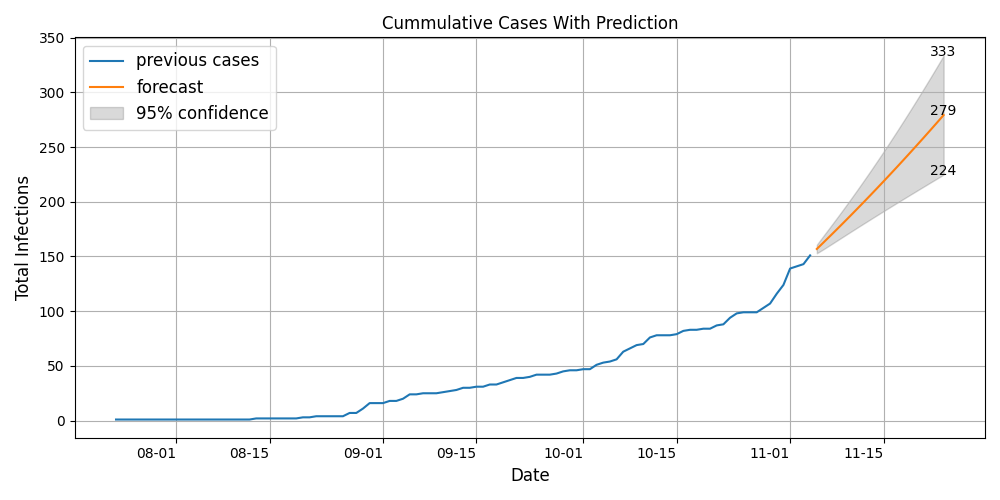 Cummulative Cases With Prediction
350
300
250
200
150
100
50
0
Total Infections
previous cases
forecast
95% confidence
333
279
224
08-01 08-15 09-01 09-15 10-01 10-15 11-01 11-15
Date